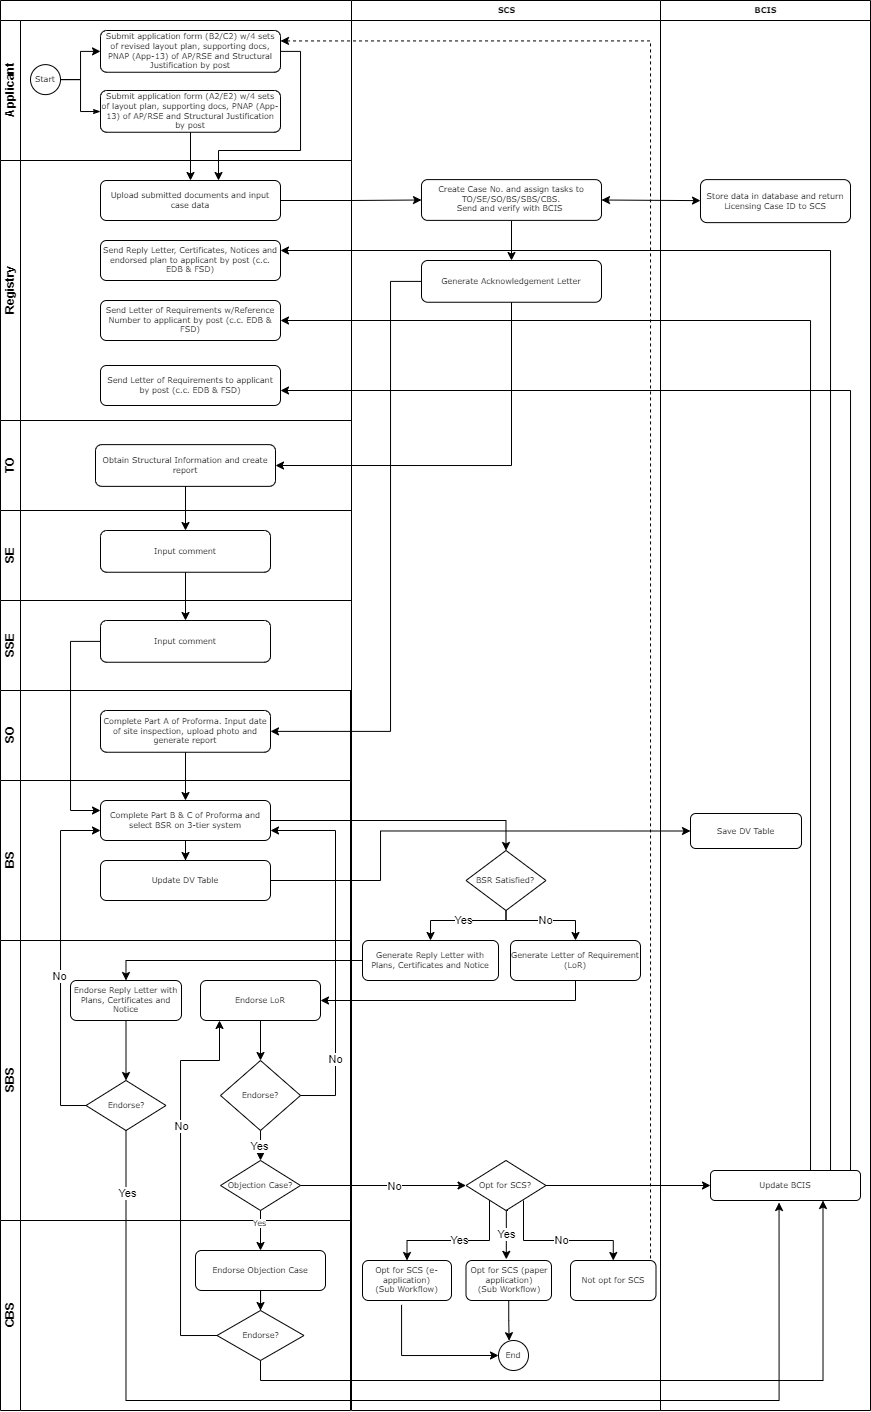 SCS
BCIS
Applicant
Start
Submit application form (B2/C2) w/4 sets
of revised layout plan, supporting docs,
PNAP (App-13) of AP/RSE and Structural
Justification by post
Submit application form (A2/E2) w/4 sets
of layout plan, supporting docs, PNAP (App-
13) of AP/RSE and Structural Justification
by post
Registry
Upload submitted documents and input
case data
Create Case No. and assign tasks to
TO/SE/SO/BS/SBS/CBS.
Send and verify with BCIS
Store data in database and return
Licensing Case ID to SCS
Send Reply Letter, Certificates, Notices and
endorsed plan to applicant by post (c.c.
EDB & FSD)
Generate Acknowledgement Letter
Send Letter of Requirements w/Reference
Number to applicant by post (c.c. EDB &
FSD)
Send Letter of Requirements to applicant
by post (c.c. EDB & FSD)
TO
Obtain Structural Information and create
report
SE
Input comment
SSE
Input comment
SO
Complete Part A of Proforma. Input date
of site inspection, upload photo and
generate report
BS
Complete Part B & C of Proforma and
select BSR on 3-tier system
Save DV Table
Update DV Table
BSR Satisfied?
Yes
No
SBS
Generate Reply Letter with
Plans, Certificates and Notice
Generate Letter of Requirement
(LoR)
No
Endorse Reply Letter with
Plans, Certificates and
Notice
Endorse LoR
No
Endorse?
Endorse?
No
Yes
Yes
Objection Case?
No
Opt for SCS?
Update BCIS
Yes
CBS
Yes
Yes
No
Endorse Objection Case
Opt for SCS (e-
application)
(Sub Workflow)
Opt for SCS (paper
application)
(Sub Workflow)
Not opt for SCS
Endorse?
End